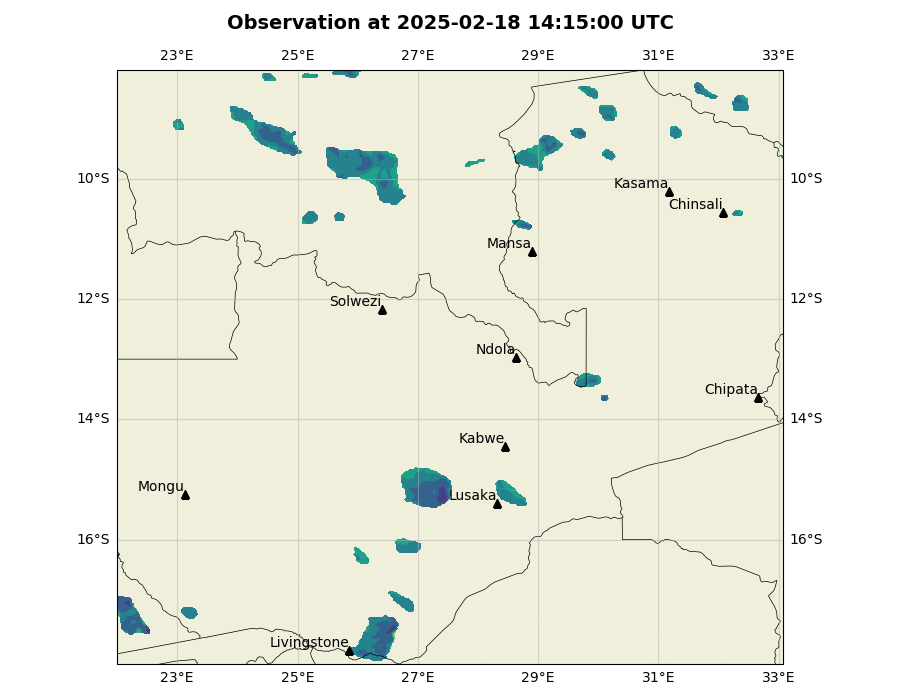 Observation at 2025-02-18 14:15:00 UTC
23°E 25°E 27°E 29°E 31°E 33°E
10°S 10°S
Kasama
Chinsali
Mansa
12°S 12°S
Solwezi
Ndola
Chipata
14°S 14°S
Kabwe
Mongu
Lusaka
16°S 16°S
Livingstone
23°E 25°E 27°E 29°E 31°E 33°E